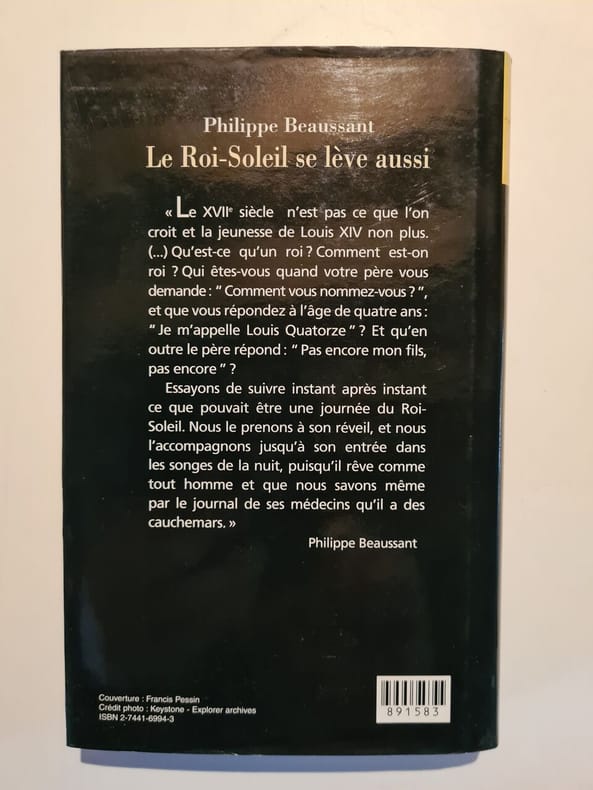 Philippe Beaussant
Le Roi-Soleil se lève aussi
« Le XVIIe siècle n'est pas ce que l'on
croit et la jeunesse de Louis XIV non plus.
(...) Qu'est-ce qu'un roi ? Comment est-on
roi ? Qui êtes-vous quand votre père vous
demande : “ Comment vous nommez-vous ? ”,
et que vous répondez à l'âge de quatre ans :
“ Je m'appelle Louis Quatorze ” ? Et qu'en
outre le père répond : “ Pas encore mon fils,
pas encore ” ?
Essayons de suivre instant après instant
ce que pouvait être une journée du Roi-
Soleil. Nous le prenons à son réveil, et nous
l'accompagnons jusqu'à son entrée dans
les songes de la nuit, puisqu'il rêve comme
tout homme et que nous savons même
par le journal de ses médecins qu'il a des
cauchemars. »
Philippe Beaussant
Couverture : Francis Pessin
Crédit photo : Keystone - Explorer archives
ISBN 2-7441-6994-3
891583